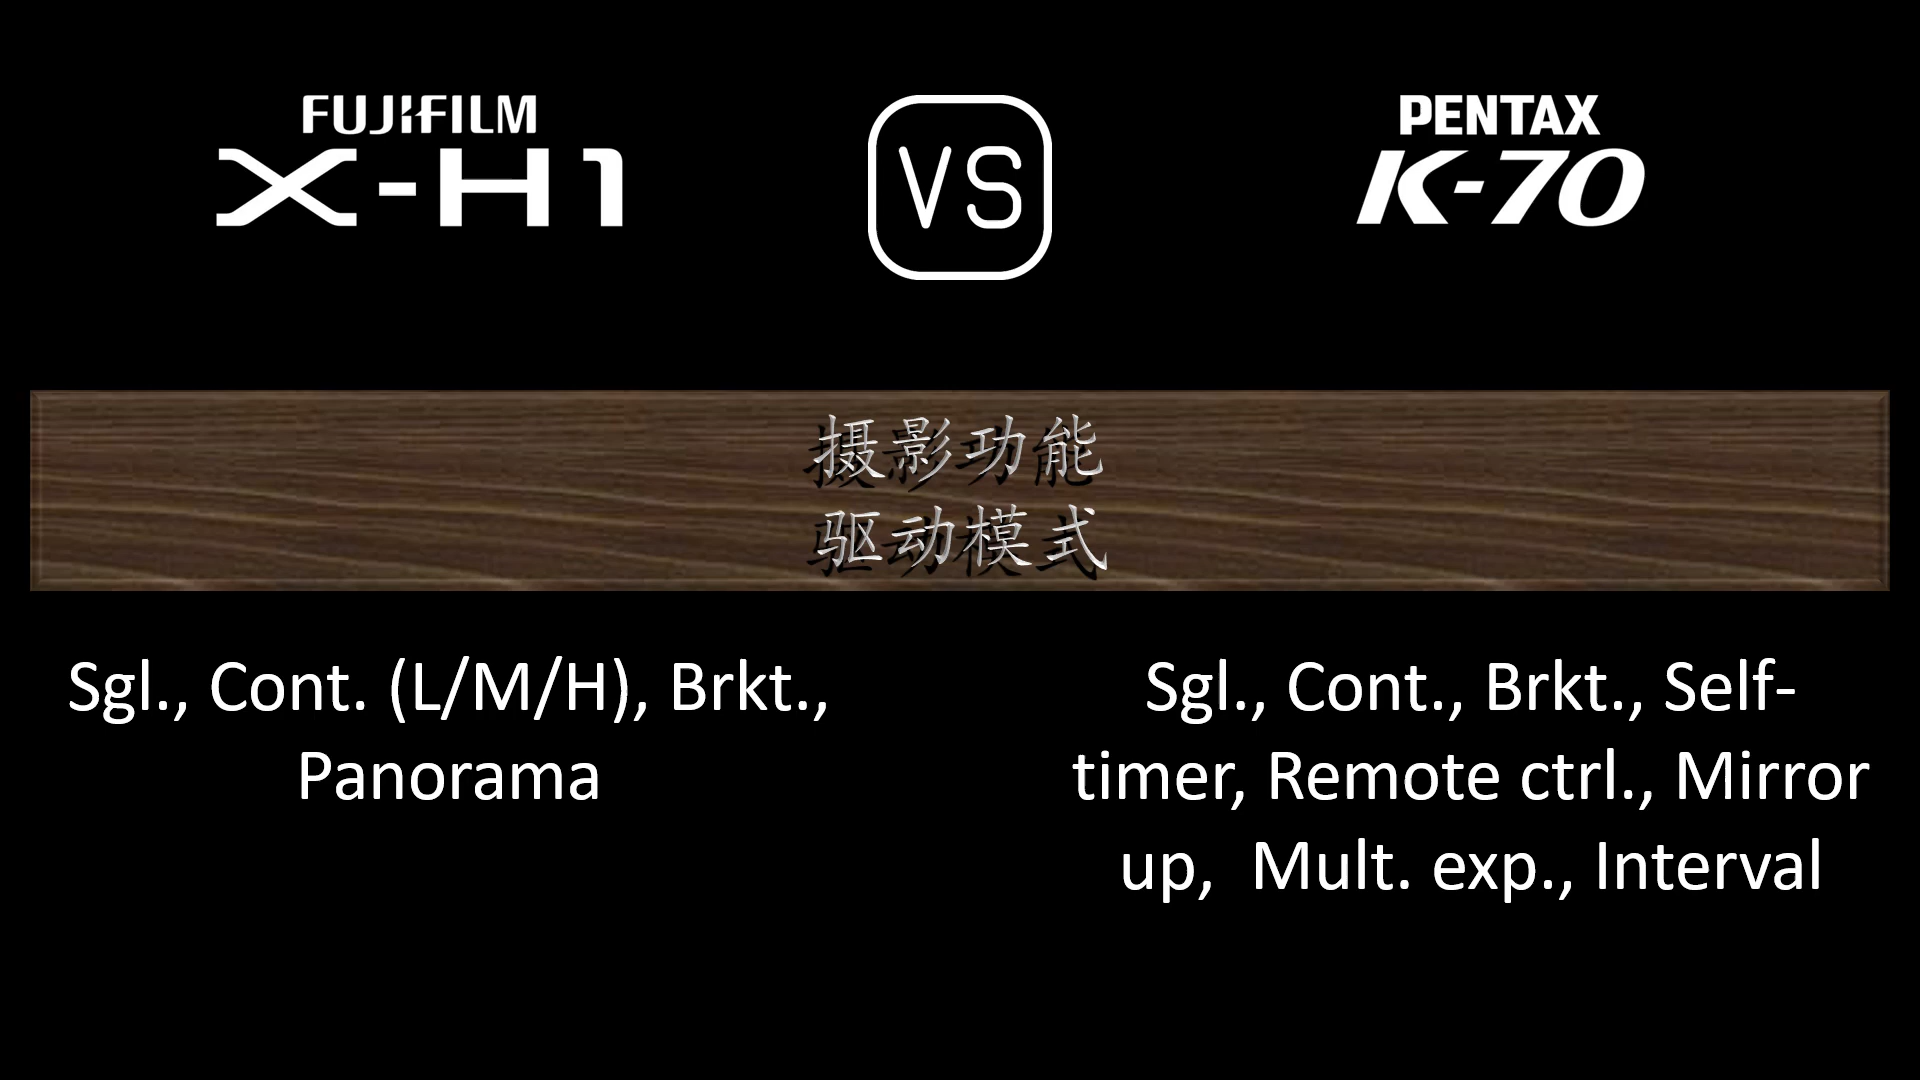 FUJIFILM
X-H1
VS
PENTAX
K-70
摄影功能
驱动模式
Sgl., Cont. (L/M/H), Brkt.,
Panorama
Sgl., Cont., Brkt., Self-
timer, Remote ctrl., Mirror
up,  Mult. exp., Interval